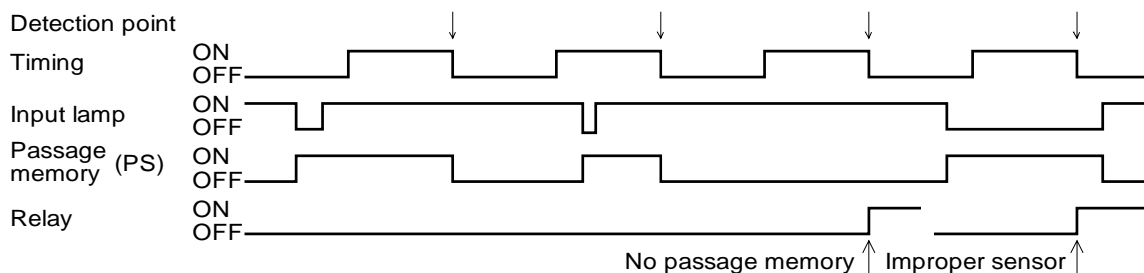 Detection point
Timing ON
OFF
Input lamp ON
OFF
Passage memory (PS) ON
OFF
Relay ON
OFF
No passage memory Improper sensor